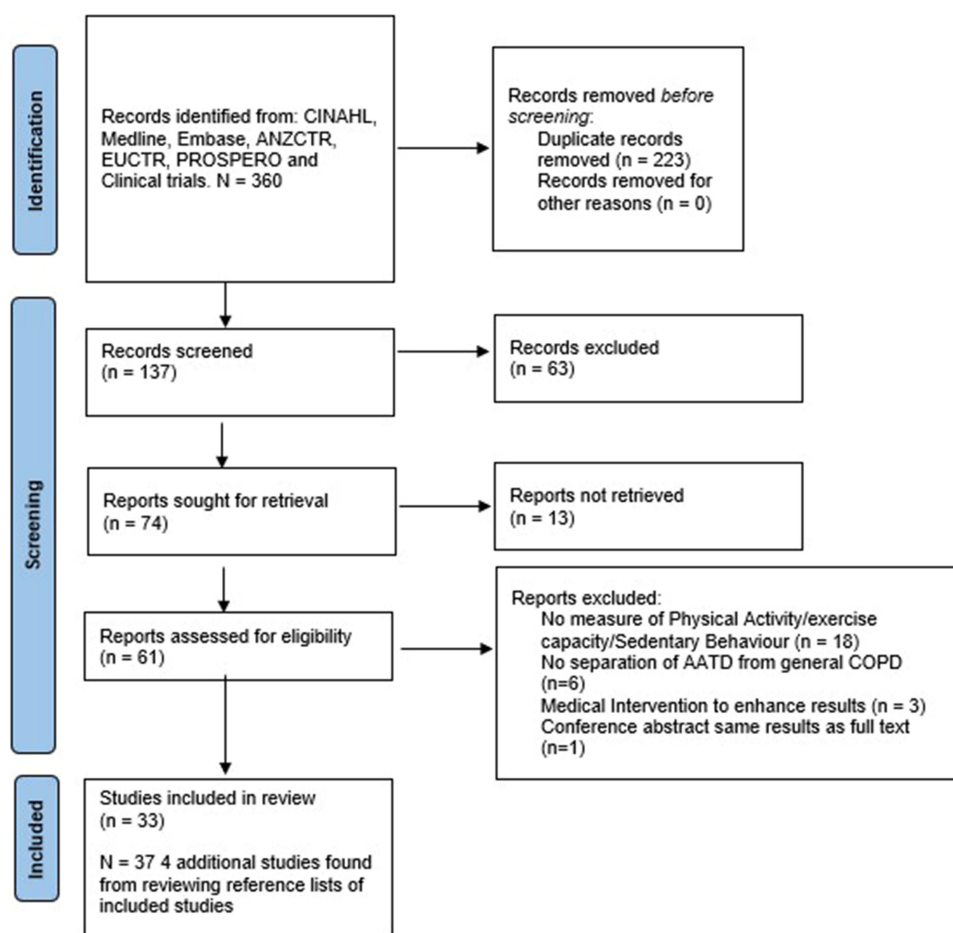 Identification
Records identified from: CINAHL,
Medline, Embase, ANZCTR,
EUCTR, PROSPERO and
Clinical trials. N = 360
Records removed before
screening:
Duplicate records
removed (n = 223)
Records removed for
other reasons (n = 0)
Screening
Records screened
(n = 137)
Records excluded
(n = 63)
Reports sought for retrieval
(n = 74)
Reports not retrieved
(n = 13)
Reports assessed for eligibility
(n = 61)
Reports excluded:
No measure of Physical Activity/exercise
capacity/Sedentary Behaviour (n = 18)
No separation of AATD from general COPD
(n=6)
Medical Intervention to enhance results (n = 3)
Conference abstract same results as full text
(n=1)
Included
Studies included in review
(n = 33)
N = 37 4 additional studies found
from reviewing reference lists of
included studies